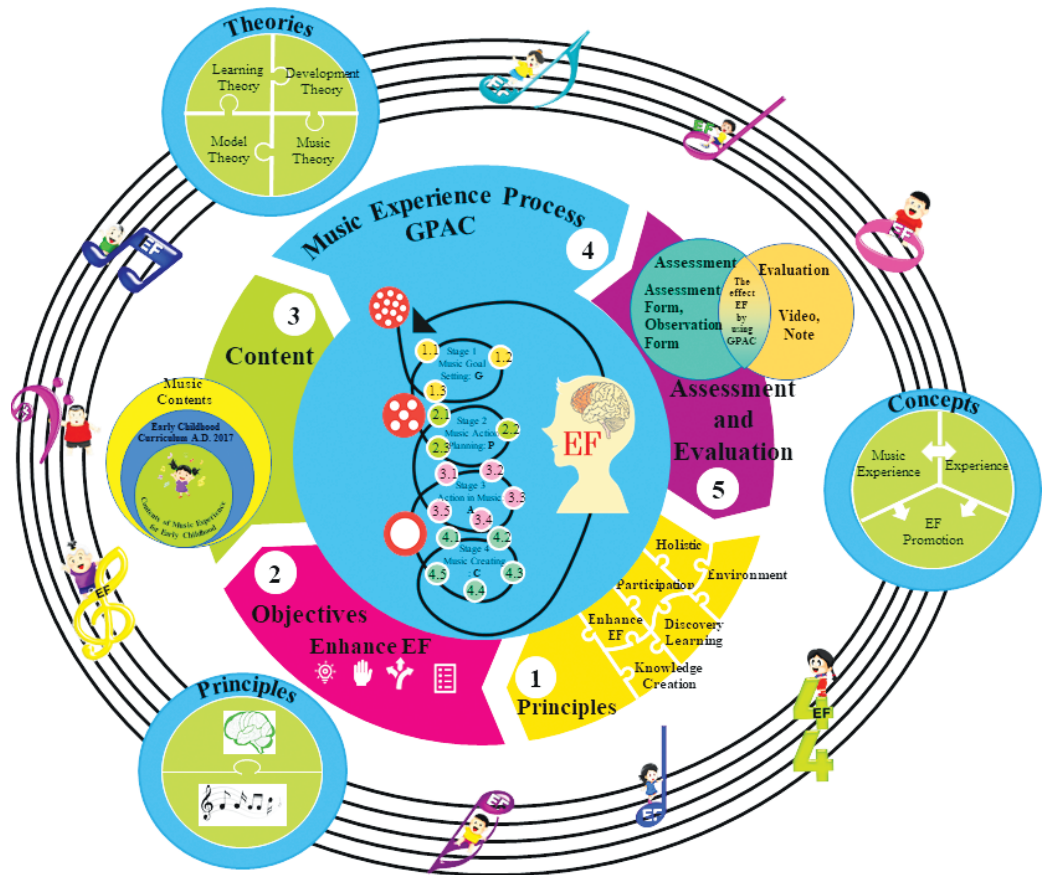 Theories
Learning
Theory
Development
Theory
Model
Theory
Music
Theory
EF
EF
EF
EF
EF
EF
EF
EF
EF
Music Experience Process
GPAC
4
3
Content
Music
Contents
Early Childhood
Curriculum A.D. 2017
Contents of Music Experience
for Early Childhood
Assessment
Assessment
Form,
Observation
Form
The
effect
EF
by
using
GPAC
Evaluation
Video,
Note
Assessment
and
Evaluation
5
Concepts
Music
Experience
Experience
EF
Promotion
1.1
1.2
Stage 1
Music Goal
Setting: G
1.3
2.1
Stage 2
Music Action
Planning: P
2.2
2.3
3.1
3.2
Stage 3
Action in Music
A
3.3
3.5
3.4
4.1
4.2
Stage 4
Music Creating
: C
4.5
4.3
4.4
EF
2
Objectives
Enhance EF
Holistic
Environment
Participation
Enhance
EF
Discovery
Learning
Knowledge
Creation
1
Principles
Principles
4
4